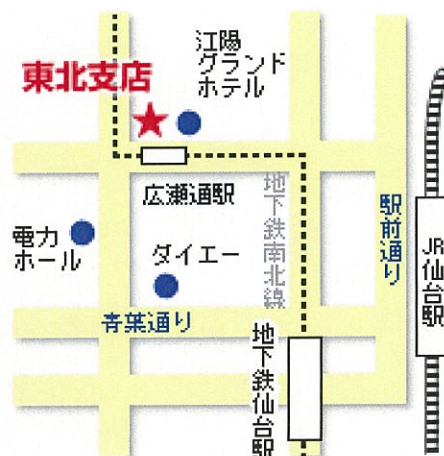 東北支店
江陽
グランド
ホテル
広瀬通駅
地下鉄南北線
駅前通り
JR仙台駅
電力
ホール
ダイエー
青葉通り
地下鉄仙台駅